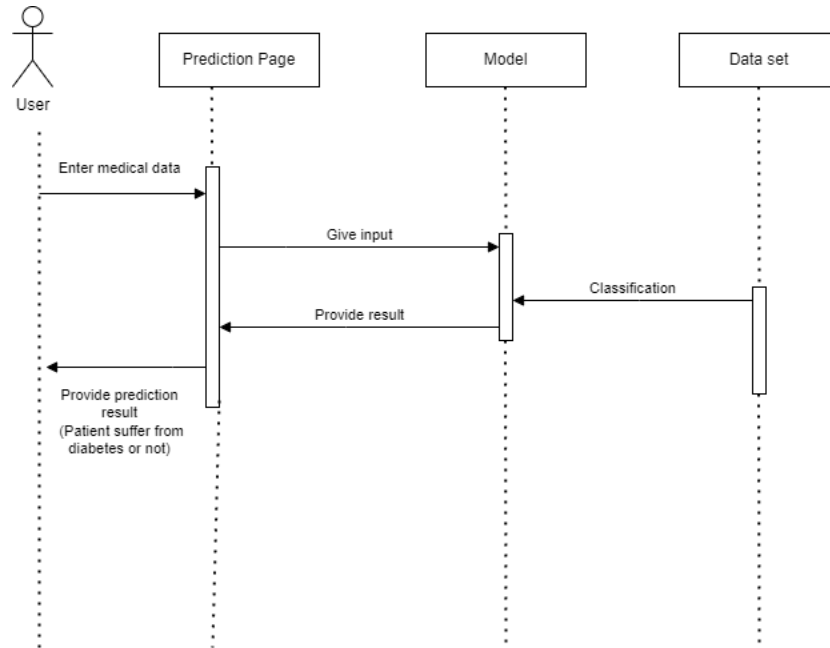 Prediction Page
Model
Data set
User
Enter medical data
Give input
Classification
Provide result
Provide prediction
result
(Patient suffer from
diabetes or not)